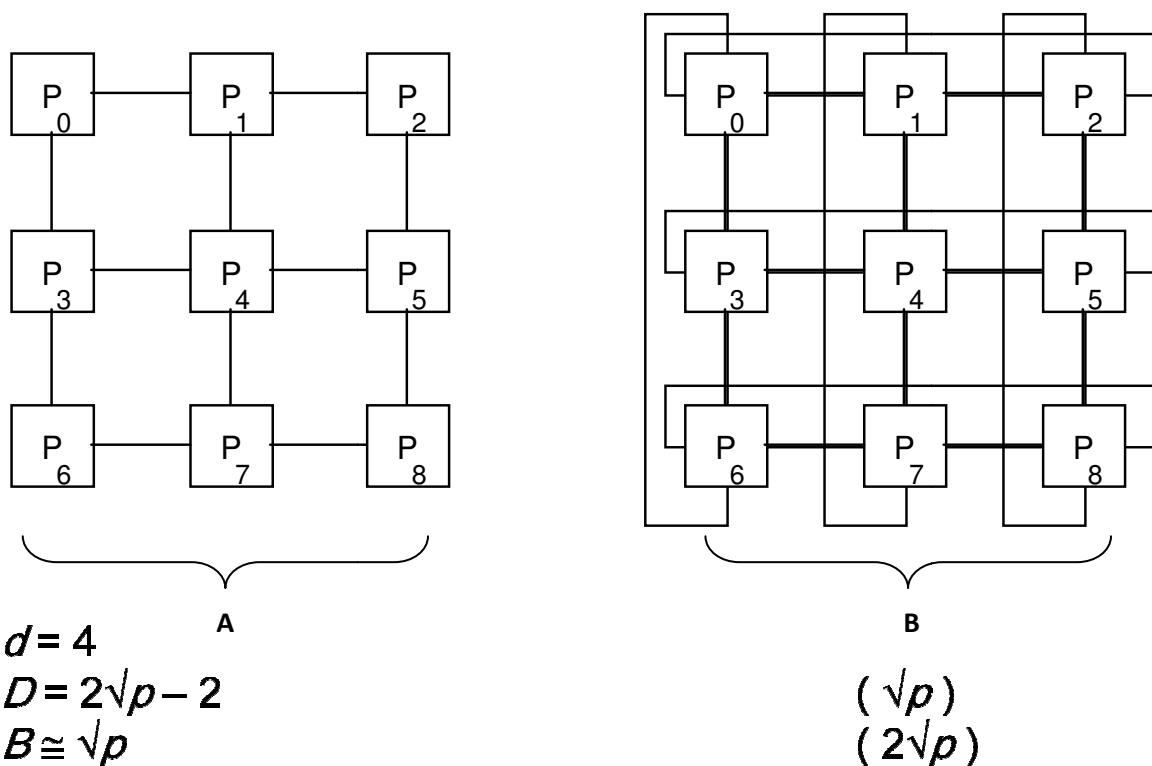 P0 P1 P2 P0 P1 P2
P3 P4 P5 P3 P4 P5
P6 P7 P8 P6 P7 P8
A B
d = 4
D = 2√p – 2 ( √p )
B ≅ √p ( 2√p )